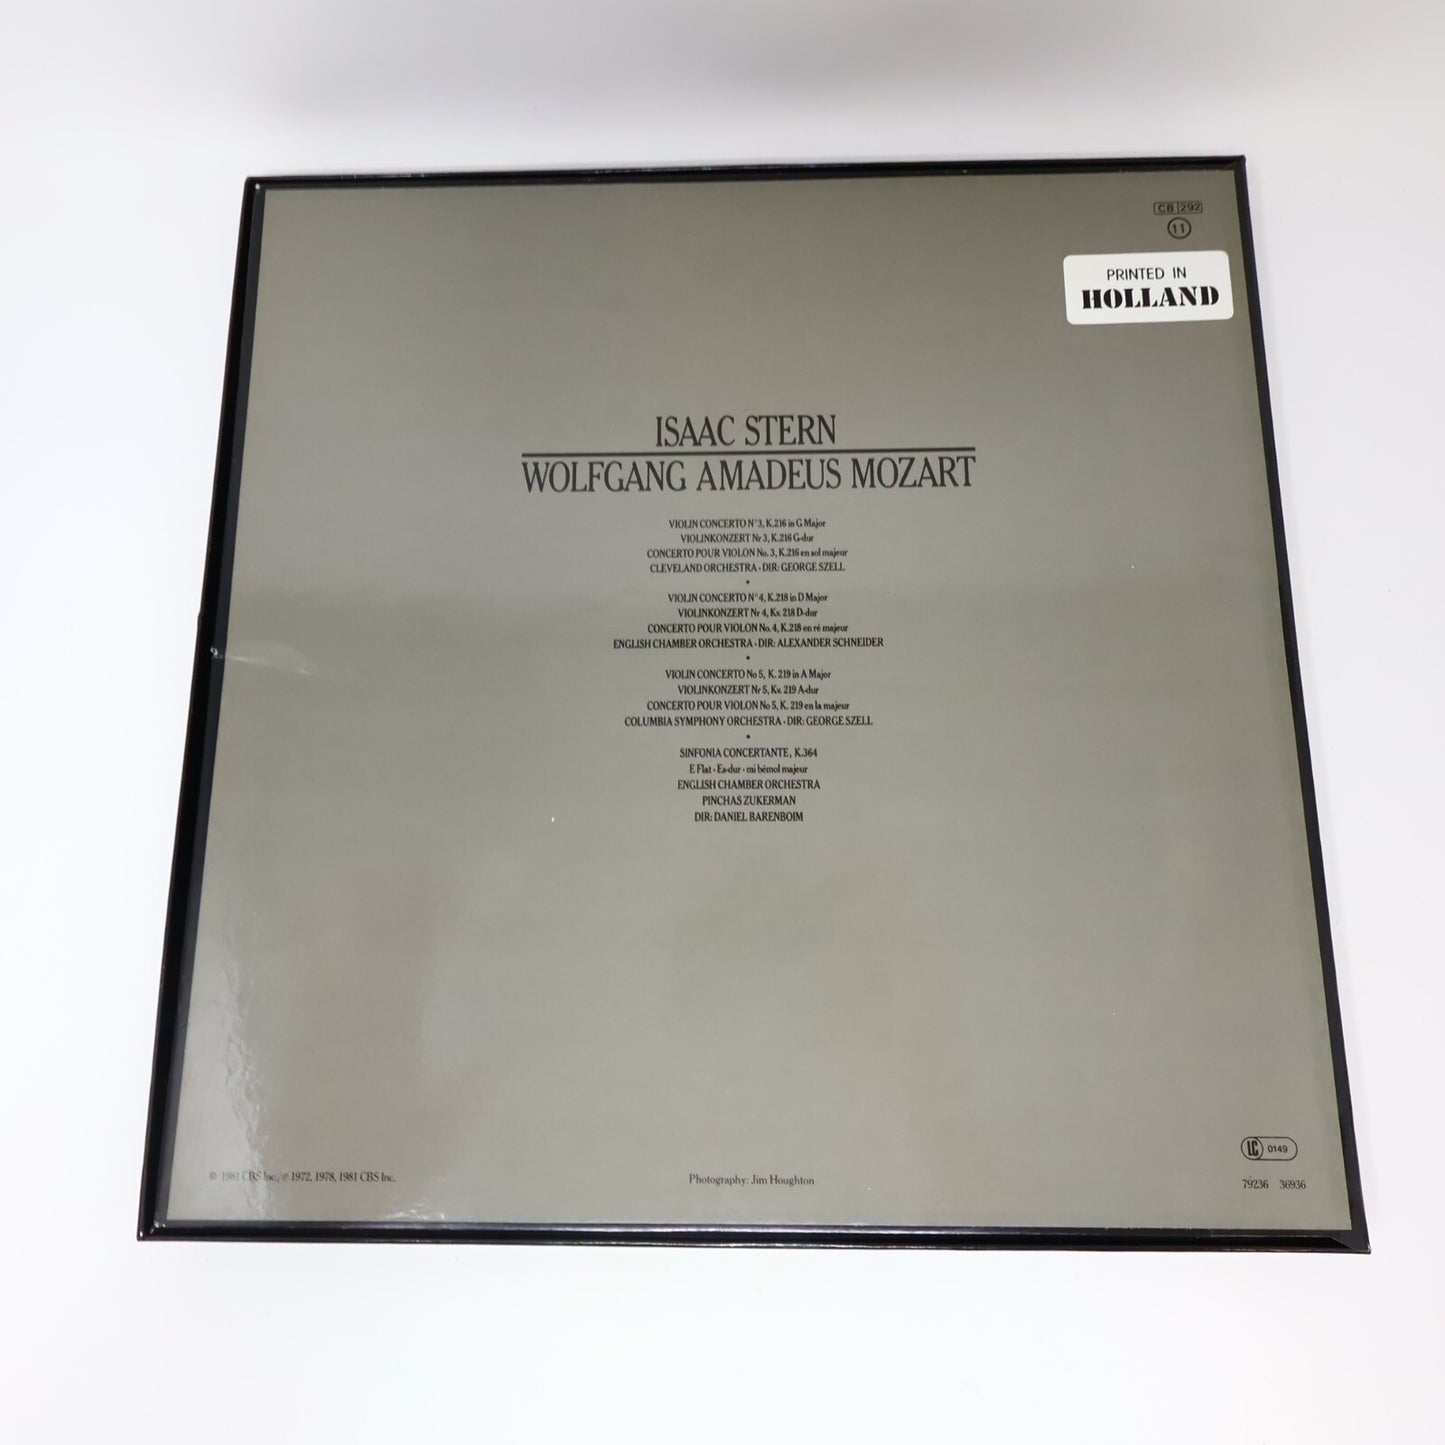 CB 292
11
PRINTED IN
HOLLAND
ISAAC STERN
WOLFGANG AMADEUS MOZART
VIOLIN CONCERTO N°3, K.216 in G Major
VIOLINKONZERT Nr 3, K.216 G-dur
CONCERTO POUR VIOLON No. 3, K.216 en sol majeur
CLEVELAND ORCHESTRA - DIR: GEORGE SZELL
•
VIOLIN CONCERTO N°4, K.218 in D Major
VIOLINKONZERT Nr 4, Kv. 218 D-dur
CONCERTO POUR VIOLON No. 4, K.218 en ré majeur
ENGLISH CHAMBER ORCHESTRA - DIR: ALEXANDER SCHNEIDER
•
VIOLIN CONCERTO No 5, K. 219 in A Major
VIOLINKONZERT Nr 5, Kv. 219 A-dur
CONCERTO POUR VIOLON No 5, K. 219 en la majeur
COLUMBIA SYMPHONY ORCHESTRA - DIR: GEORGE SZELL
•
SINFONIA CONCERTANTE, K.364
E Flat - Es-dur - mi bémol majeur
ENGLISH CHAMBER ORCHESTRA
PINCHAS ZUKERMAN
DIR: DANIEL BARENBOIM
LC 0149
© 1981 CBS Inc./℗ 1972, 1978, 1981 CBS Inc.
Photography: Jim Houghton
79236 36936